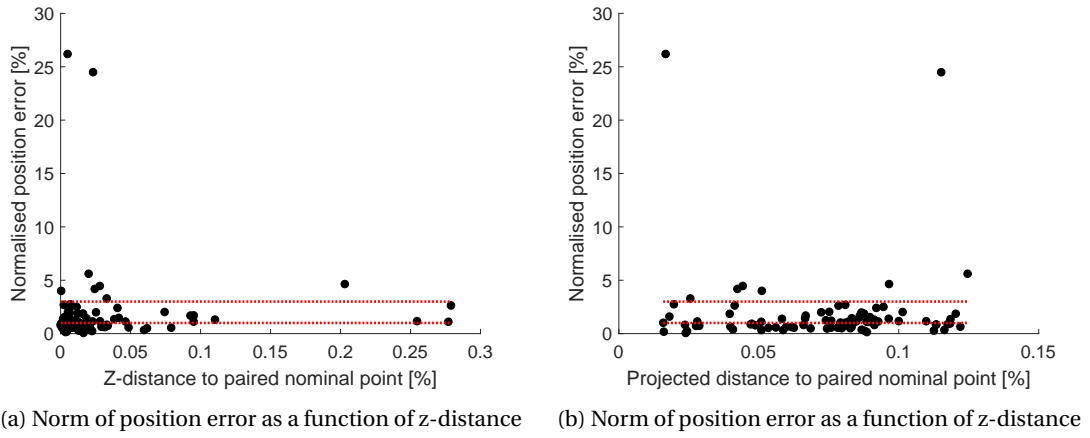 30
25
20
15
10
5
0
Normalised position error [%]
0 0.05 0.1 0.15 0.2 0.25 0.3
Z-distance to paired nominal point [%]
(a) Norm of position error as a function of z-distance
30
25
20
15
10
5
0
Normalised position error [%]
0 0.05 0.1 0.15
Projected distance to paired nominal point [%]
(b) Norm of position error as a function of z-distance